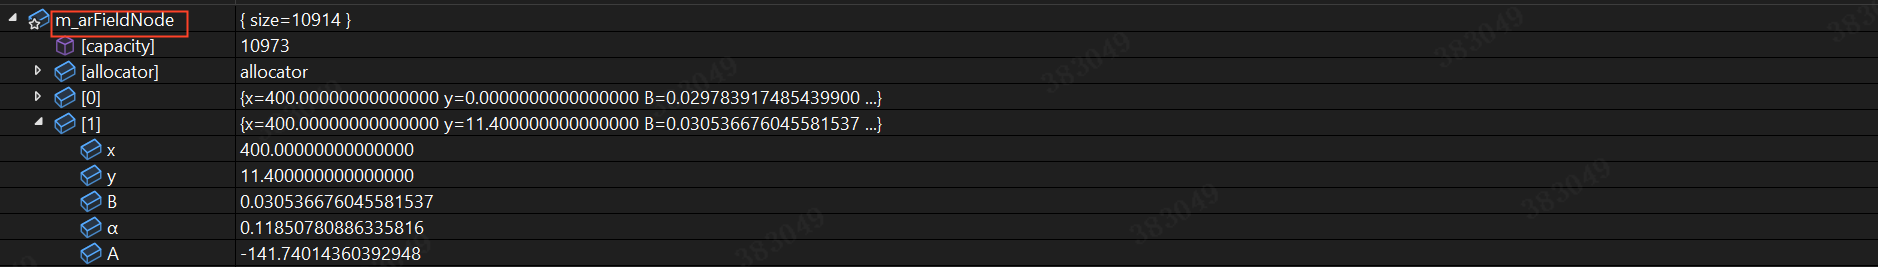 m_arFieldNode { size=10914 }
[capacity] 10973
[allocator] allocator
[0] {x=400.00000000000000 y=0.0000000000000000 B=0.029783917485439900 ...}
[1] {x=400.00000000000000 y=11.400000000000000 B=0.030536676045581537 ...}
x 400.00000000000000
y 11.400000000000000
B 0.030536676045581537
α 0.11850780886335816
A -141.74014360392948
383049
383049
383049
383049
383049
383049
383049